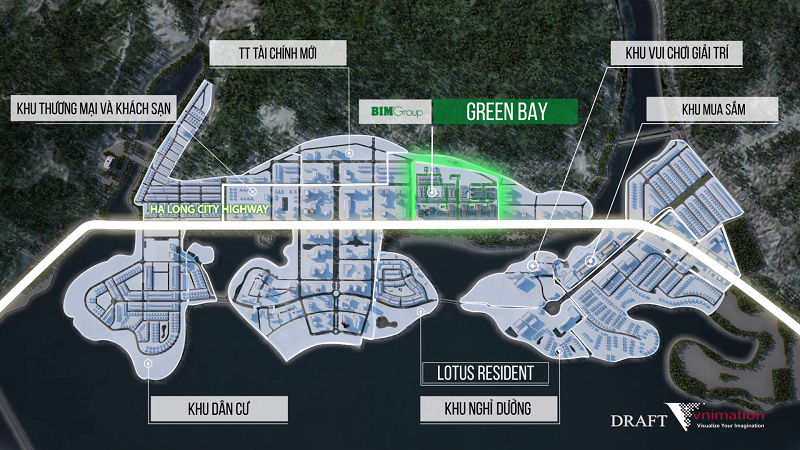 TT TÀI CHÍNH MỚI
KHU VUI CHƠI GIẢI TRÍ
KHU THƯƠNG MẠI VÀ KHÁCH SẠN
BIMGroup
GREEN BAY
KHU MUA SẮM
HA LONG CITY HIGHWAY
LOTUS RESIDENT
KHU DÂN CƯ
KHU NGHỈ DƯỠNG
DRAFT
vnimation
Visualize Your Imagination